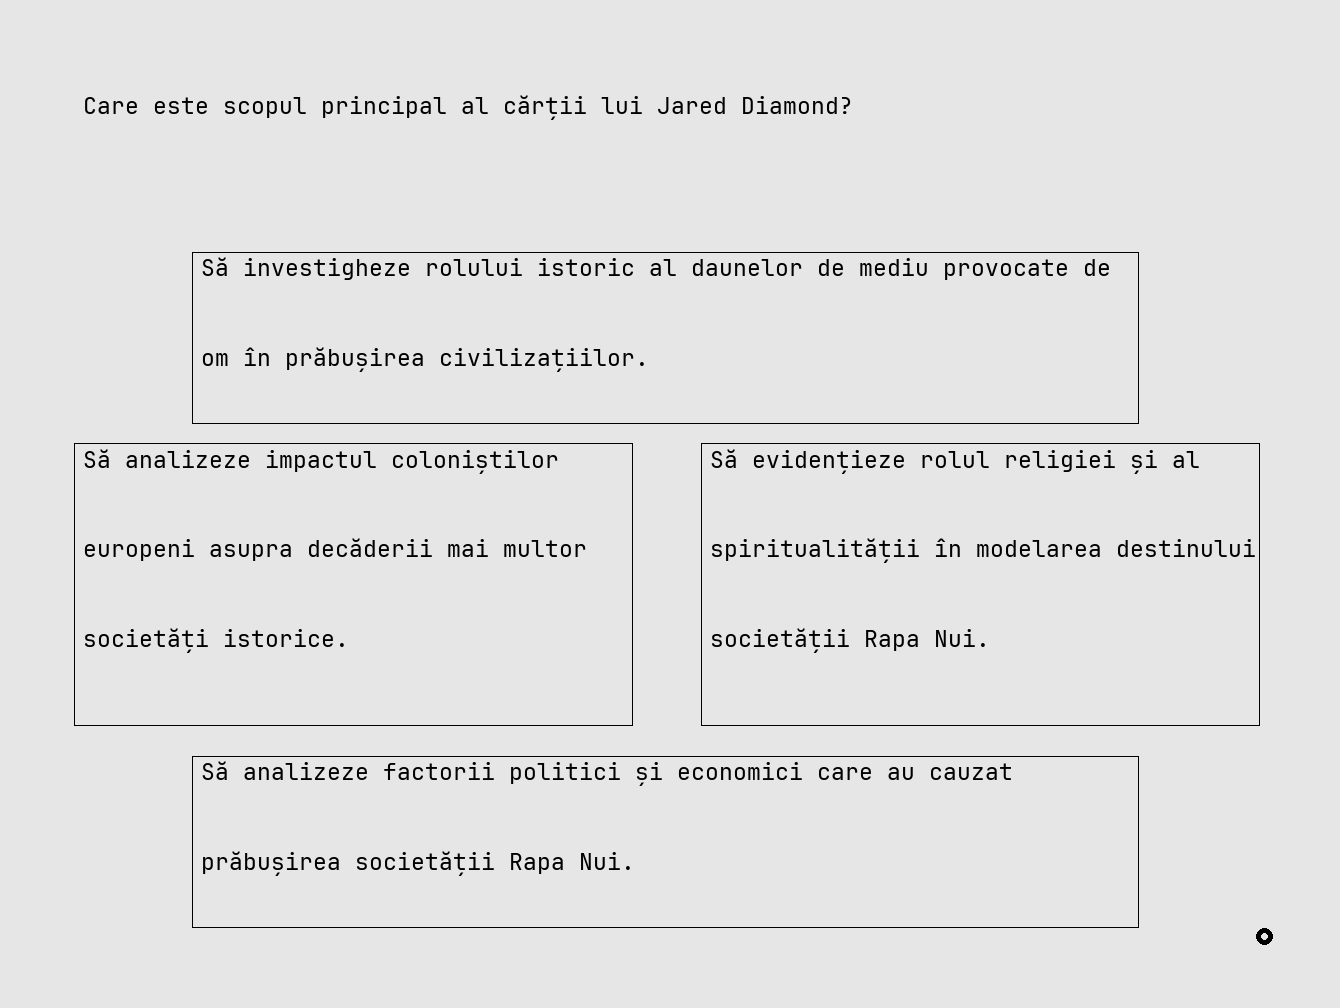 Care este scopul principal al cărții lui Jared Diamond?
Să investigheze rolului istoric al daunelor de mediu provocate de
om în prăbușirea civilizațiilor.
Să analizeze impactul coloniștilor
europeni asupra decăderii mai multor
societăți istorice.
Să evidențieze rolul religiei și al
spiritualității în modelarea destinului
societății Rapa Nui.
Să analizeze factorii politici și economici care au cauzat
prăbușirea societății Rapa Nui.